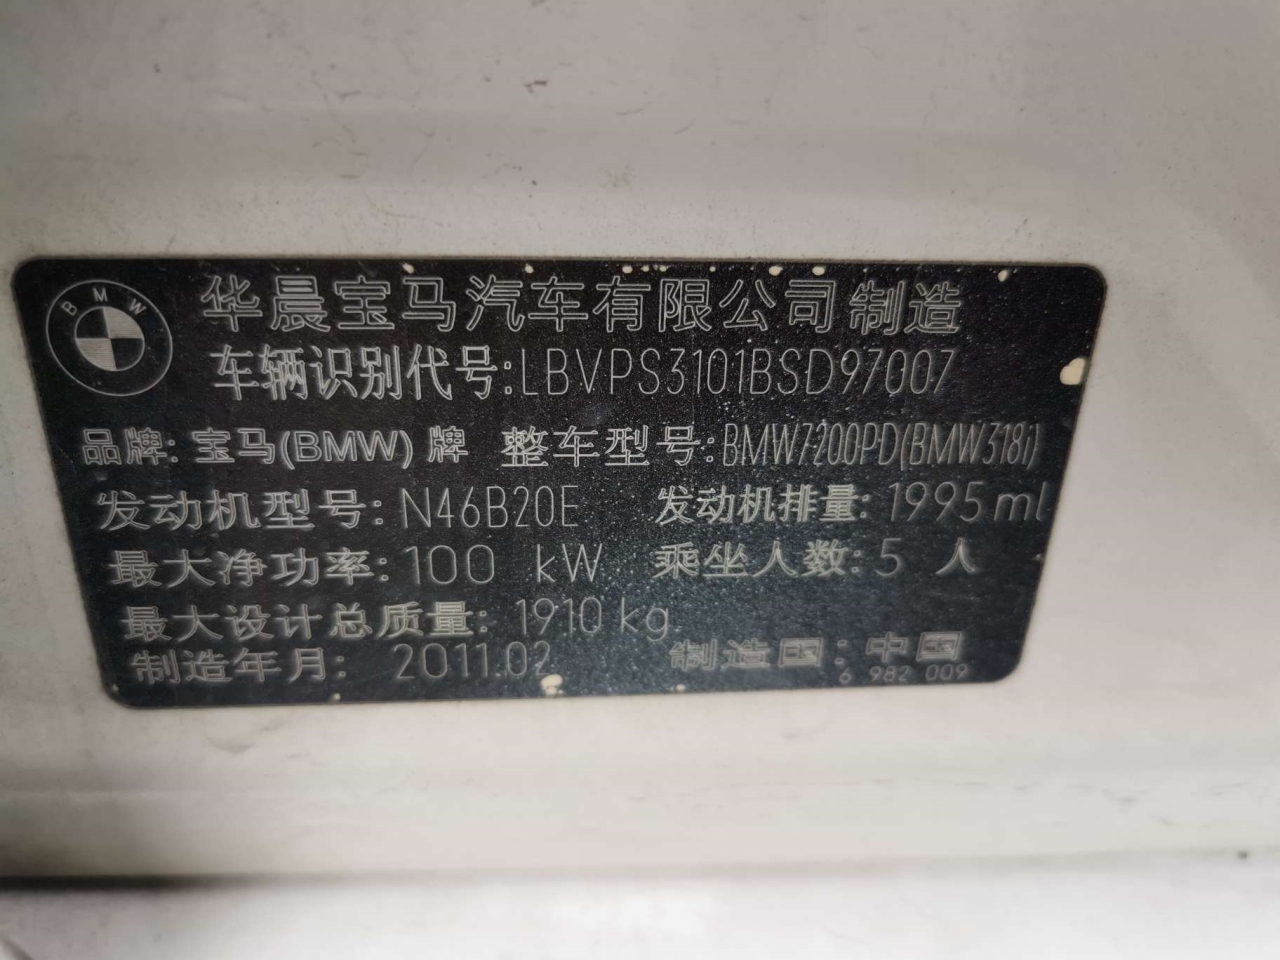 BMW
华晨宝马汽车有限公司 制造
车辆识别代号:LBVPS3101BSD97007
品牌: 宝马(BMW) 牌 整车型号:BMW7200PD(BMW318i)
发动机型号: N46B20E 发动机排量: 1995 ml
最大净功率: 100 kW 乘坐人数: 5 人
最大设计总质量: 1910 kg
制造年月: 2011.02 制造国: 中国
6 982 009